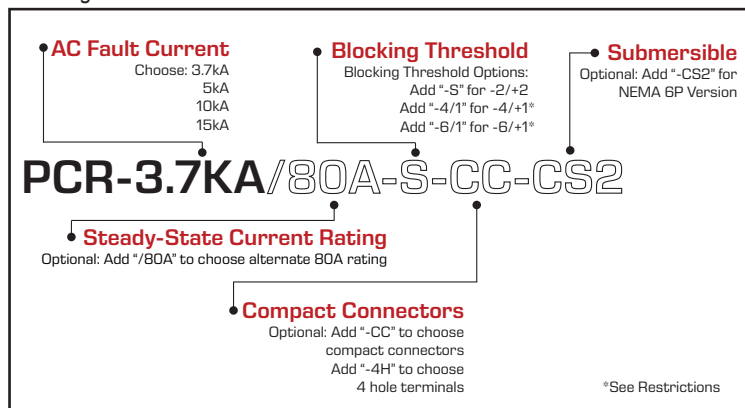 AC Fault Current
Choose: 3.7kA
5kA
10kA
15kA
Blocking Threshold
Blocking Threshold Options:
Add “-S” for -2/+2
Add “-4/1” for -4/+1*
Add “-6/1” for -6/+1*
Submersible
Optional: Add “-CS2” for
NEMA 6P Version
PCR-3.7KA/80A-S-CC-CS2
Steady-State Current Rating
Optional: Add “/80A” to choose alternate 80A rating
Compact Connectors
Optional: Add “-CC” to choose
compact connectors
Add “-4H” to choose
4 hole terminals
*See Restrictions